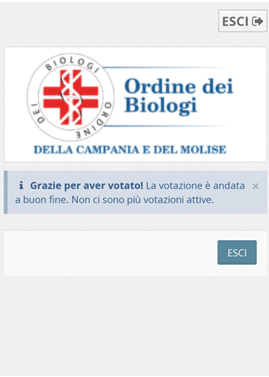 ESCI
BIOLOGI
ORDINE DEI
Ordine dei
Biologi
DELLA CAMPANIA E DEL MOLISE
Grazie per aver votato! La votazione è andata
a buon fine. Non ci sono più votazioni attive.
×
ESCI